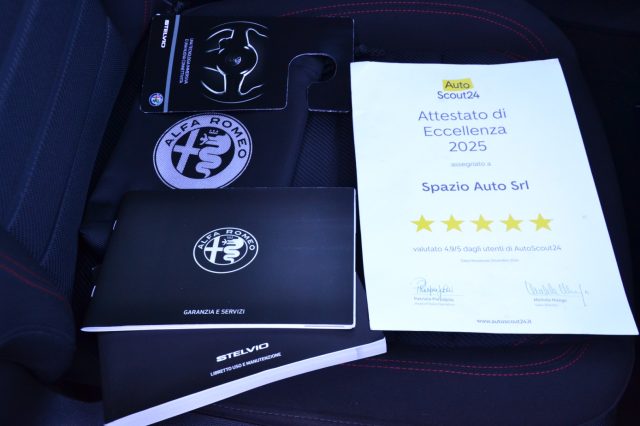 STELVIO
ALFA ROMEO
ALFA ROMEO
GARANZIA E SERVIZI
STELVIO
LIBRETTO USO E MANUTENZIONE
Auto
Scout24
Attestato di
Eccellenza
2025
assegnato a
Spazio Auto Srl
valutato 4,9/5 dagli utenti di AutoScout24
www.autoscout24.it